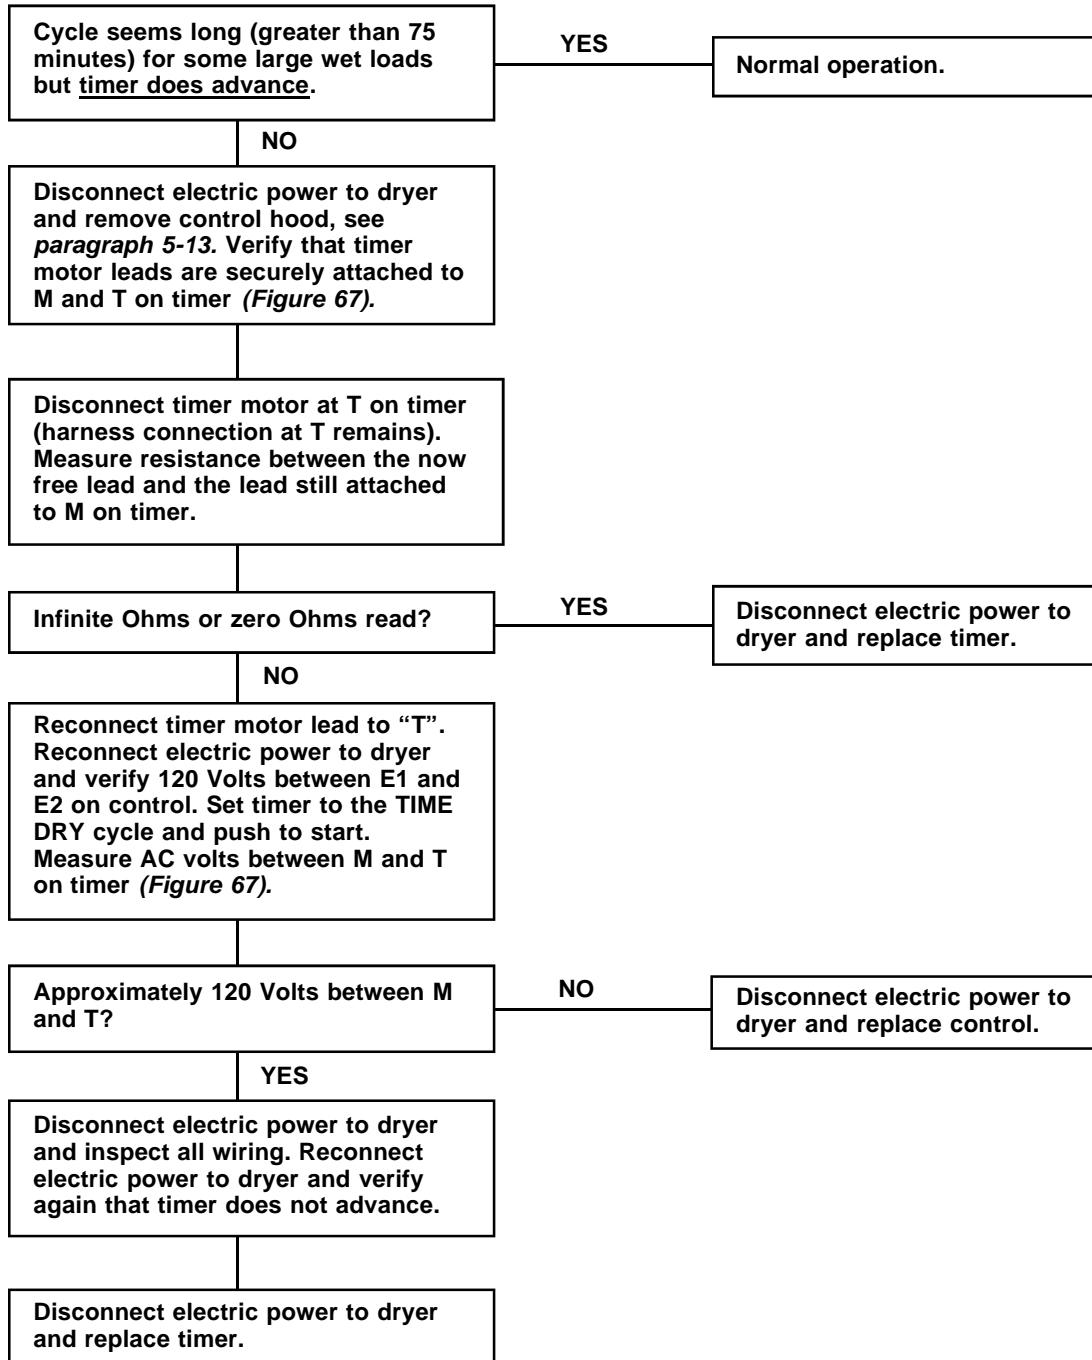 Cycle seems long (greater than 75
minutes) for some large wet loads
but timer does advance.
YES
Normal operation.
NO
Disconnect electric power to dryer
and remove control hood, see
paragraph 5-13. Verify that timer
motor leads are securely attached to
M and T on timer (Figure 67).
Disconnect timer motor at T on timer
(harness connection at T remains).
Measure resistance between the now
free lead and the lead still attached
to M on timer.
Infinite Ohms or zero Ohms read?
YES
Disconnect electric power to
dryer and replace timer.
NO
Reconnect timer motor lead to “T”.
Reconnect electric power to dryer
and verify 120 Volts between E1 and
E2 on control. Set timer to the TIME
DRY cycle and push to start.
Measure AC volts between M and T
on timer (Figure 67).
Approximately 120 Volts between M
and T?
NO
Disconnect electric power to
dryer and replace control.
YES
Disconnect electric power to dryer
and inspect all wiring. Reconnect
electric power to dryer and verify
again that timer does not advance.
Disconnect electric power to dryer
and replace timer.